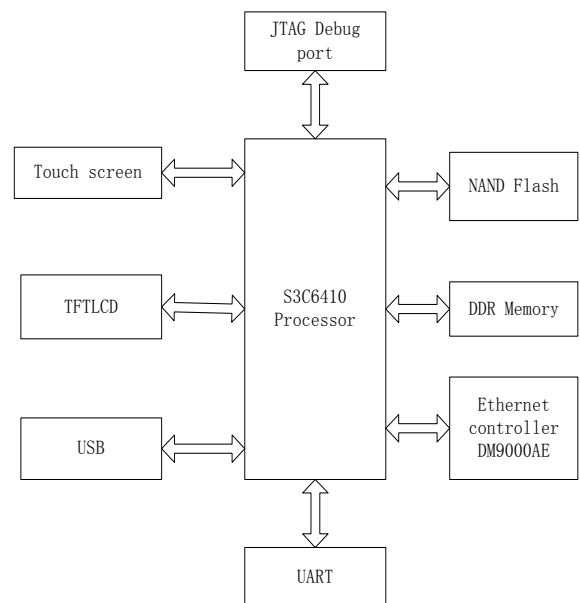 JTAG Debug
port
Touch screen
NAND Flash
TFTLCD
S3C6410
Processor
DDR Memory
USB
Ethernet
controller
DM9000AE
UART